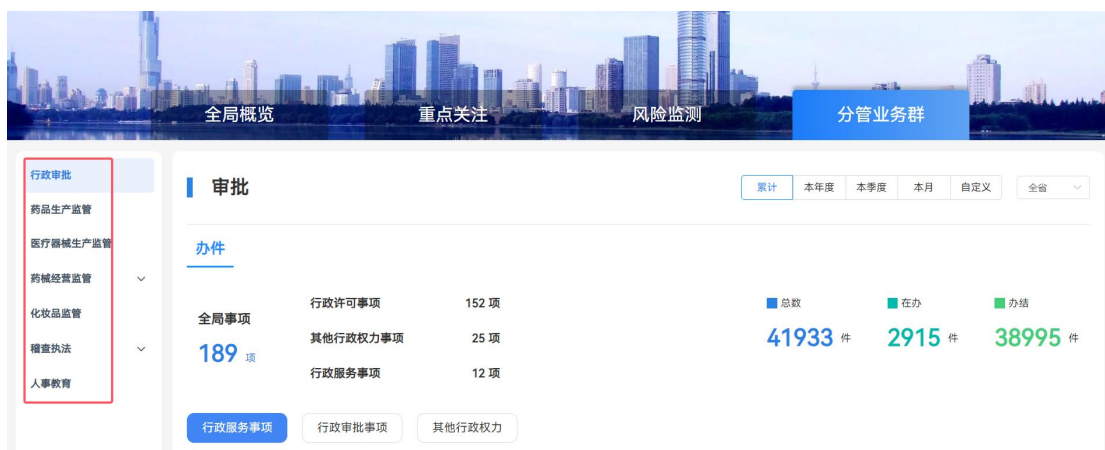 全局概览 重点关注 风险监测 分管业务群
行政审批
药品生产监管
医疗器械生产监管
药械经营监管
化妆品监管
稽查执法
人事教育
审批
累计 本年度 本季度 本月 自定义 全省
办件
全局事项
189 项
行政许可事项 152 项
其他行政权力事项 25 项
行政服务事项 12 项
总数 在办 办结
41933 件 2915 件 38995 件
行政服务事项 行政审批事项 其他行政权力